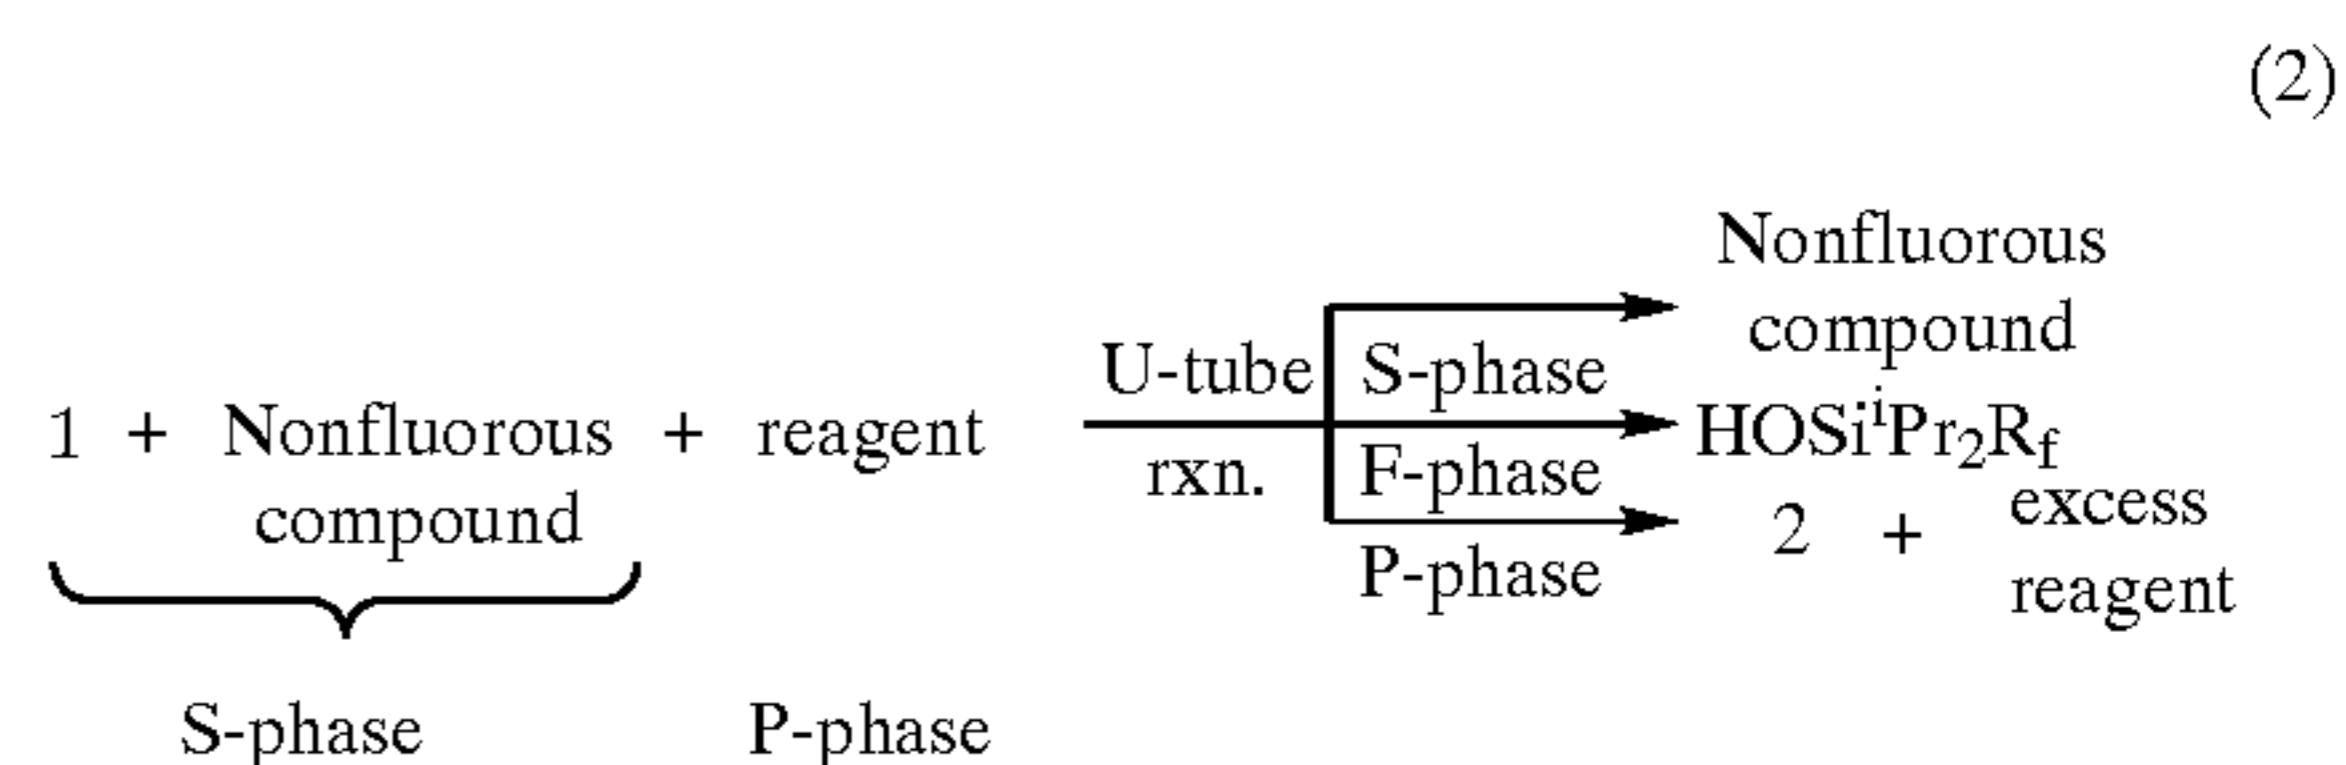 (2)
1 + Nonfluorous compound + reagent
S-phase P-phase
U-tube rxn.
S-phase
F-phase
P-phase
Nonfluorous compound
HOSiⁱPr₂R_f
2 + excess reagent